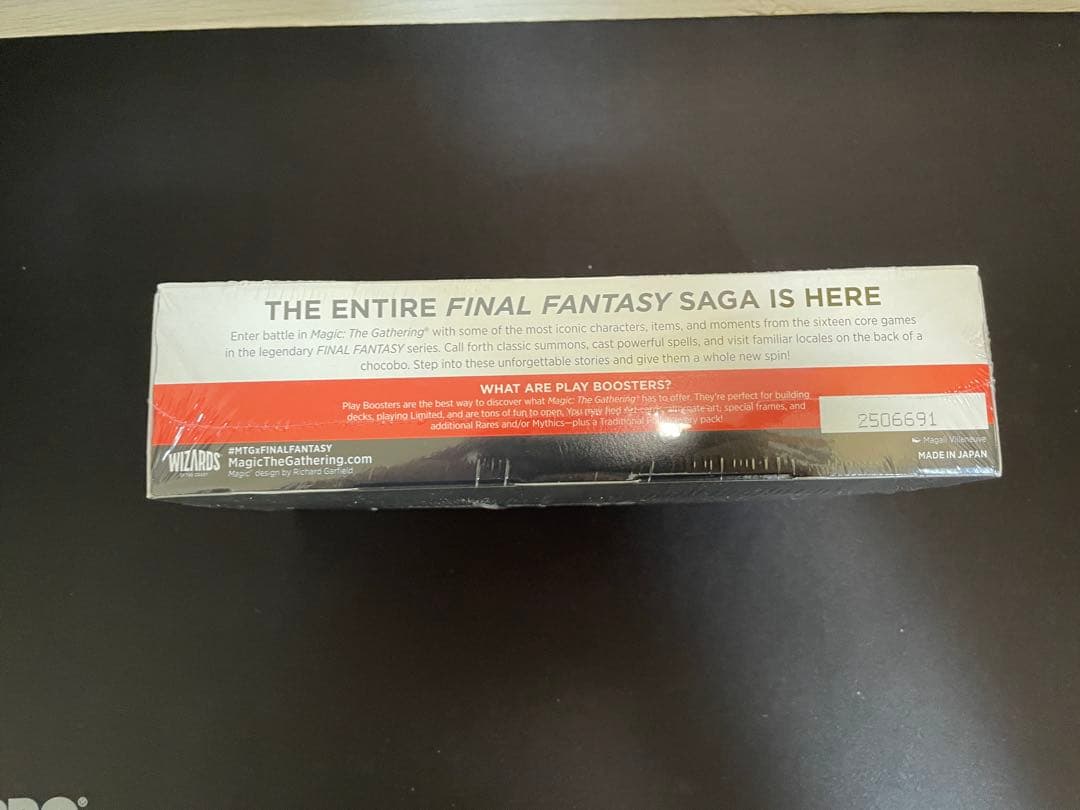 THE ENTIRE FINAL FANTASY SAGA IS HERE
Enter battle in Magic: The Gathering® with some of the most iconic characters, items, and moments from the sixteen core games
in the legendary FINAL FANTASY series. Call forth classic summons, cast powerful spells, and visit familiar locales on the back of a
chocobo. Step into these unforgettable stories and give them a whole new spin!
WHAT ARE PLAY BOOSTERS?
Play Boosters are the best way to discover what Magic: The Gathering® has to offer. They're perfect for building
decks, playing Limited, and are tons of fun to open. You may find art, special frames, and
additional Rares and/or Mythics—plus a Traditional pack!
2506691
#MTGxFINALFANTASY
WIZARDS
MagicTheGathering.com
Magic® design by Richard Garfield
Magali Villeneuve
MADE IN JAPAN